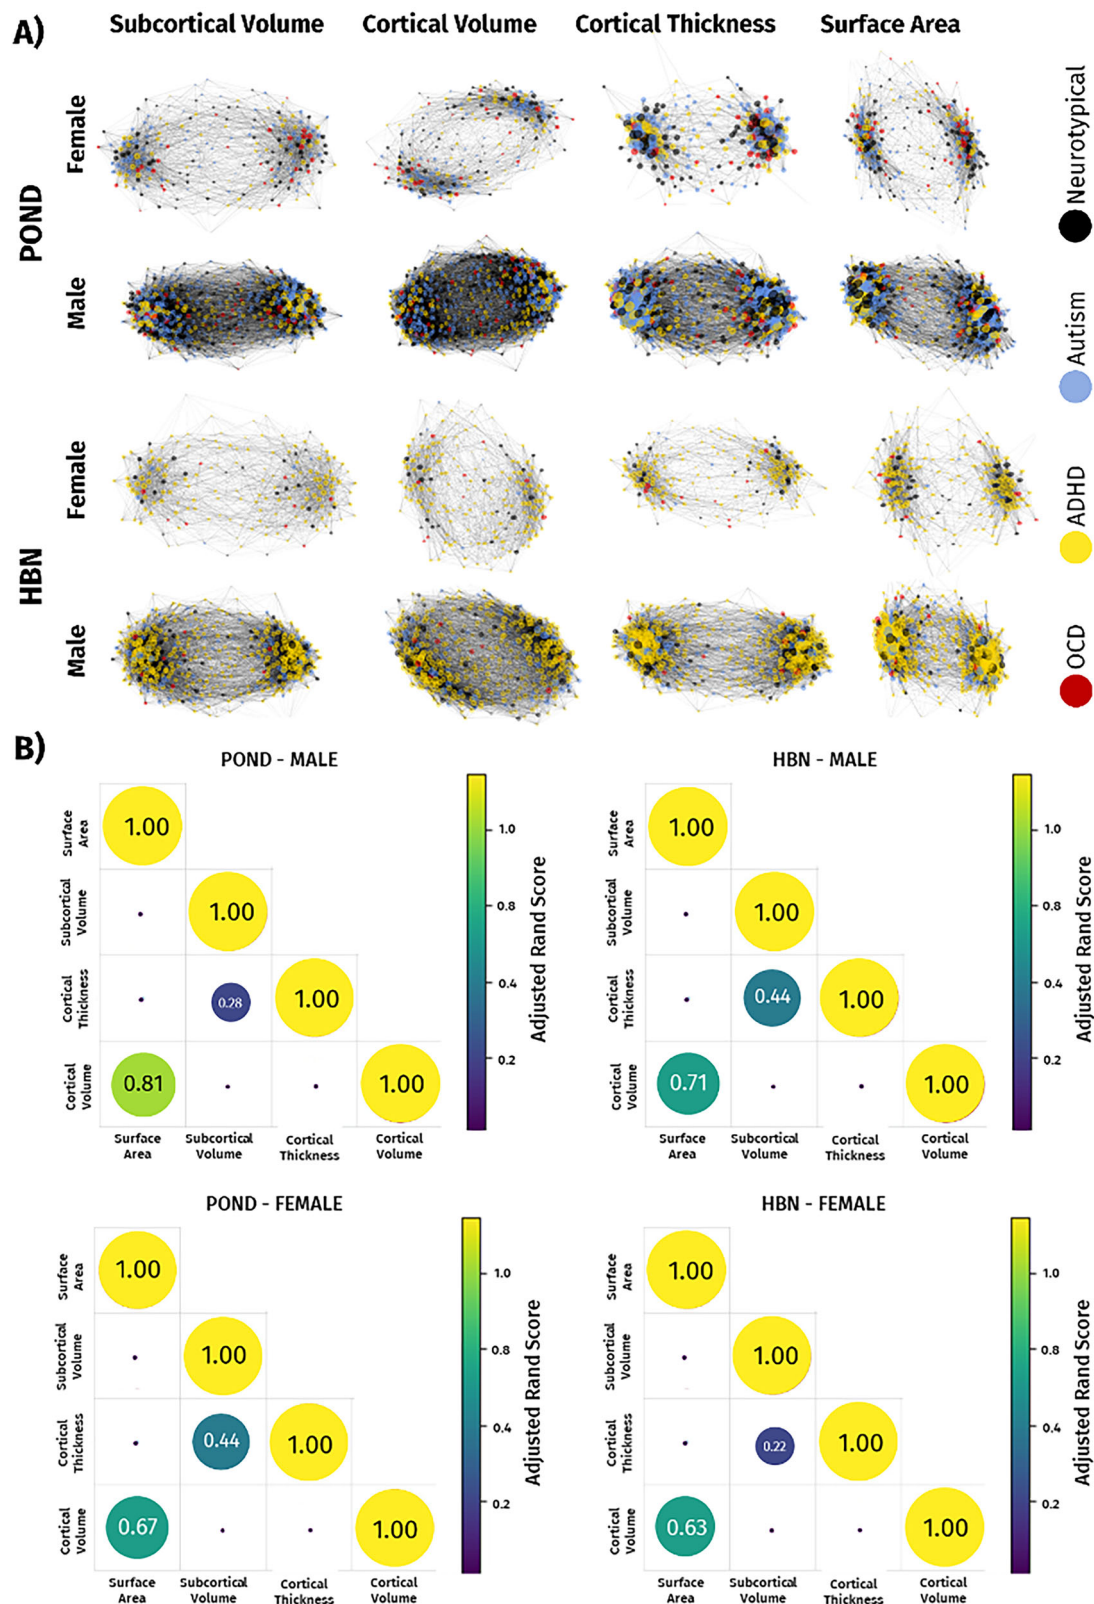 A)
Subcortical Volume Cortical Volume Cortical Thickness Surface Area
POND
Female
Male
HBN
Female
Male
Neurotypical
Autism
ADHD
OCD
B)
POND - MALE
Surface
Area
1.00
Subcortical
Volume
1.00
Cortical
Thickness
0.28
1.00
Cortical
Volume
0.81
1.00
Surface
Area
Subcortical
Volume
Cortical
Thickness
Cortical
Volume
1.0
0.8
0.4
0.2
Adjusted Rand Score
HBN - MALE
Surface
Area
1.00
Subcortical
Volume
1.00
Cortical
Thickness
0.44
1.00
Cortical
Volume
0.71
1.00
Surface
Area
Subcortical
Volume
Cortical
Thickness
Cortical
Volume
1.0
0.8
0.4
0.2
Adjusted Rand Score
POND - FEMALE
Surface
Area
1.00
Subcortical
Volume
1.00
Cortical
Thickness
0.44
1.00
Cortical
Volume
0.67
1.00
Surface
Area
Subcortical
Volume
Cortical
Thickness
Cortical
Volume
1.0
0.8
0.4
0.2
Adjusted Rand Score
HBN - FEMALE
Surface
Area
1.00
Subcortical
Volume
1.00
Cortical
Thickness
0.22
1.00
Cortical
Volume
0.63
1.00
Surface
Area
Subcortical
Volume
Cortical
Thickness
Cortical
Volume
1.0
0.8
0.4
0.2
Adjusted Rand Score